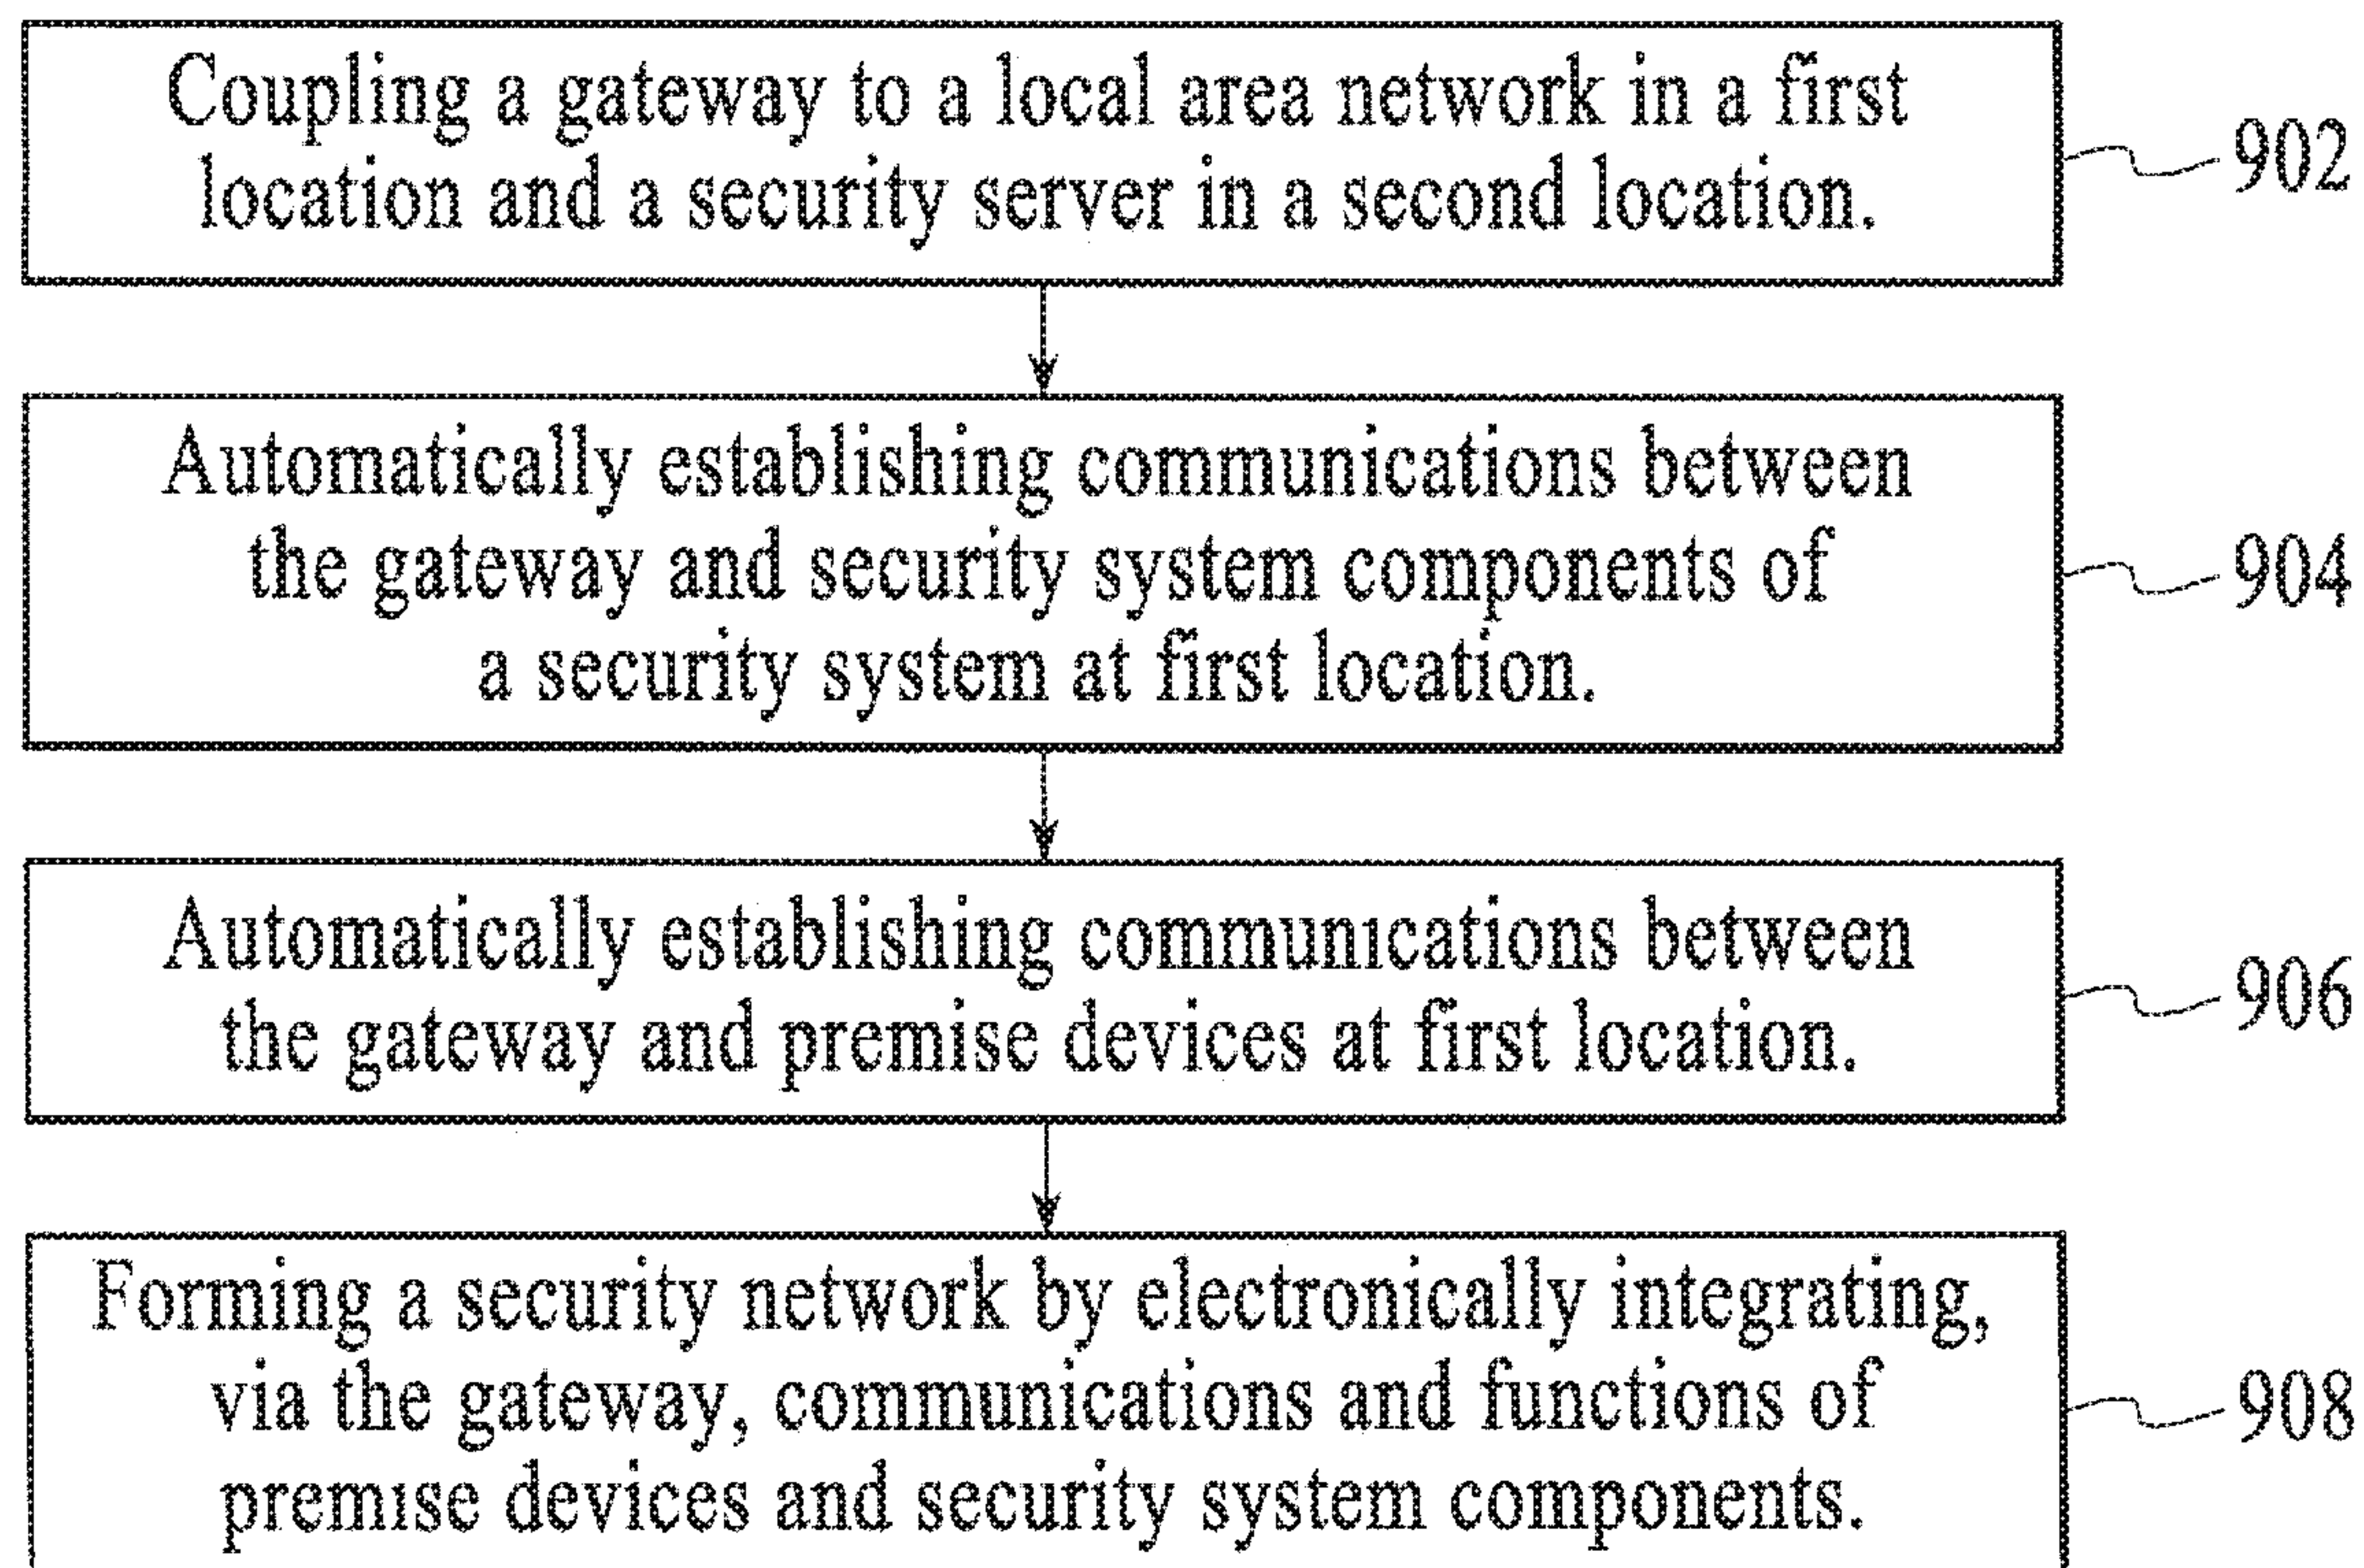 Coupling a gateway to a local area network in a first
location and a security server in a second location.
902
Automatically establishing communications between
the gateway and security system components of
a security system at first location.
904
Automatically establishing communications between
the gateway and premise devices at first location.
906
Forming a security network by electronically integrating,
via the gateway, communications and functions of
premise devices and security system components.
908